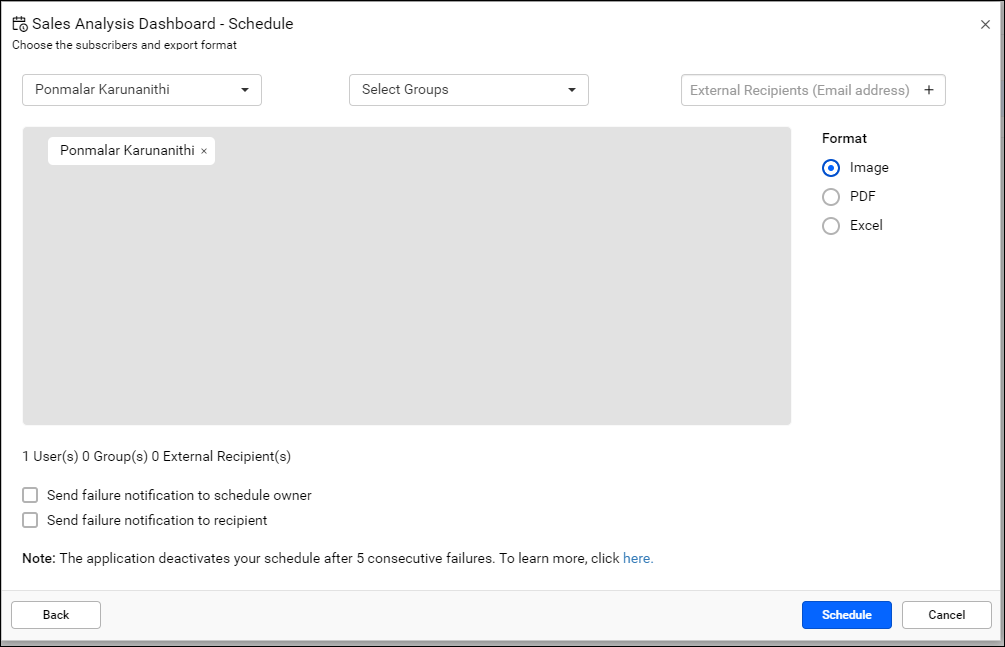 Sales Analysis Dashboard - Schedule
Choose the subscribers and export format
Ponmalar Karunanithi
Select Groups
External Recipients (Email address) +
Ponmalar Karunanithi ×
Format
Image
PDF
Excel
1 User(s) 0 Group(s) 0 External Recipient(s)
Send failure notification to schedule owner
Send failure notification to recipient
Note: The application deactivates your schedule after 5 consecutive failures. To learn more, click here.
Back
Schedule
Cancel